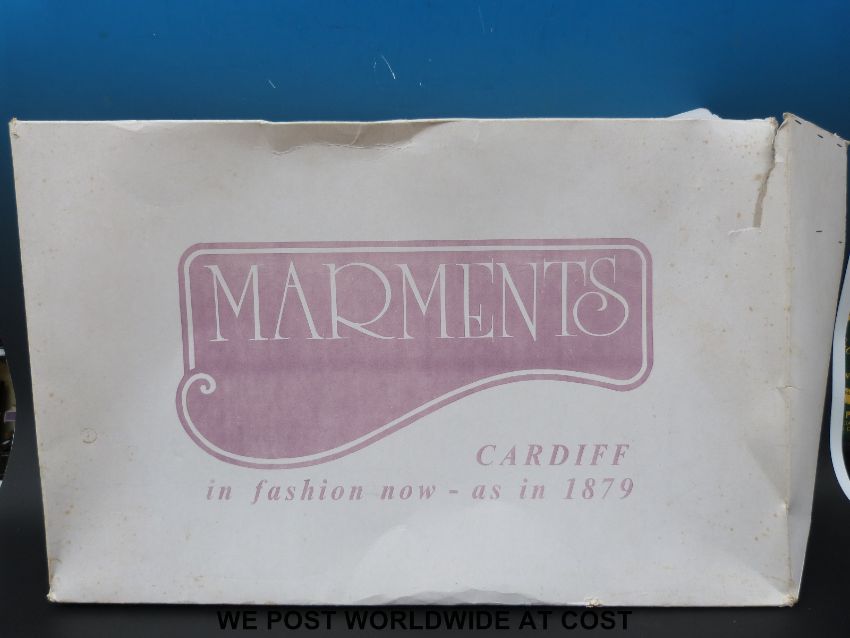 MARMENTS
CARDIFF
in fashion now - as in 1879
WE POST WORLDWIDE AT COST